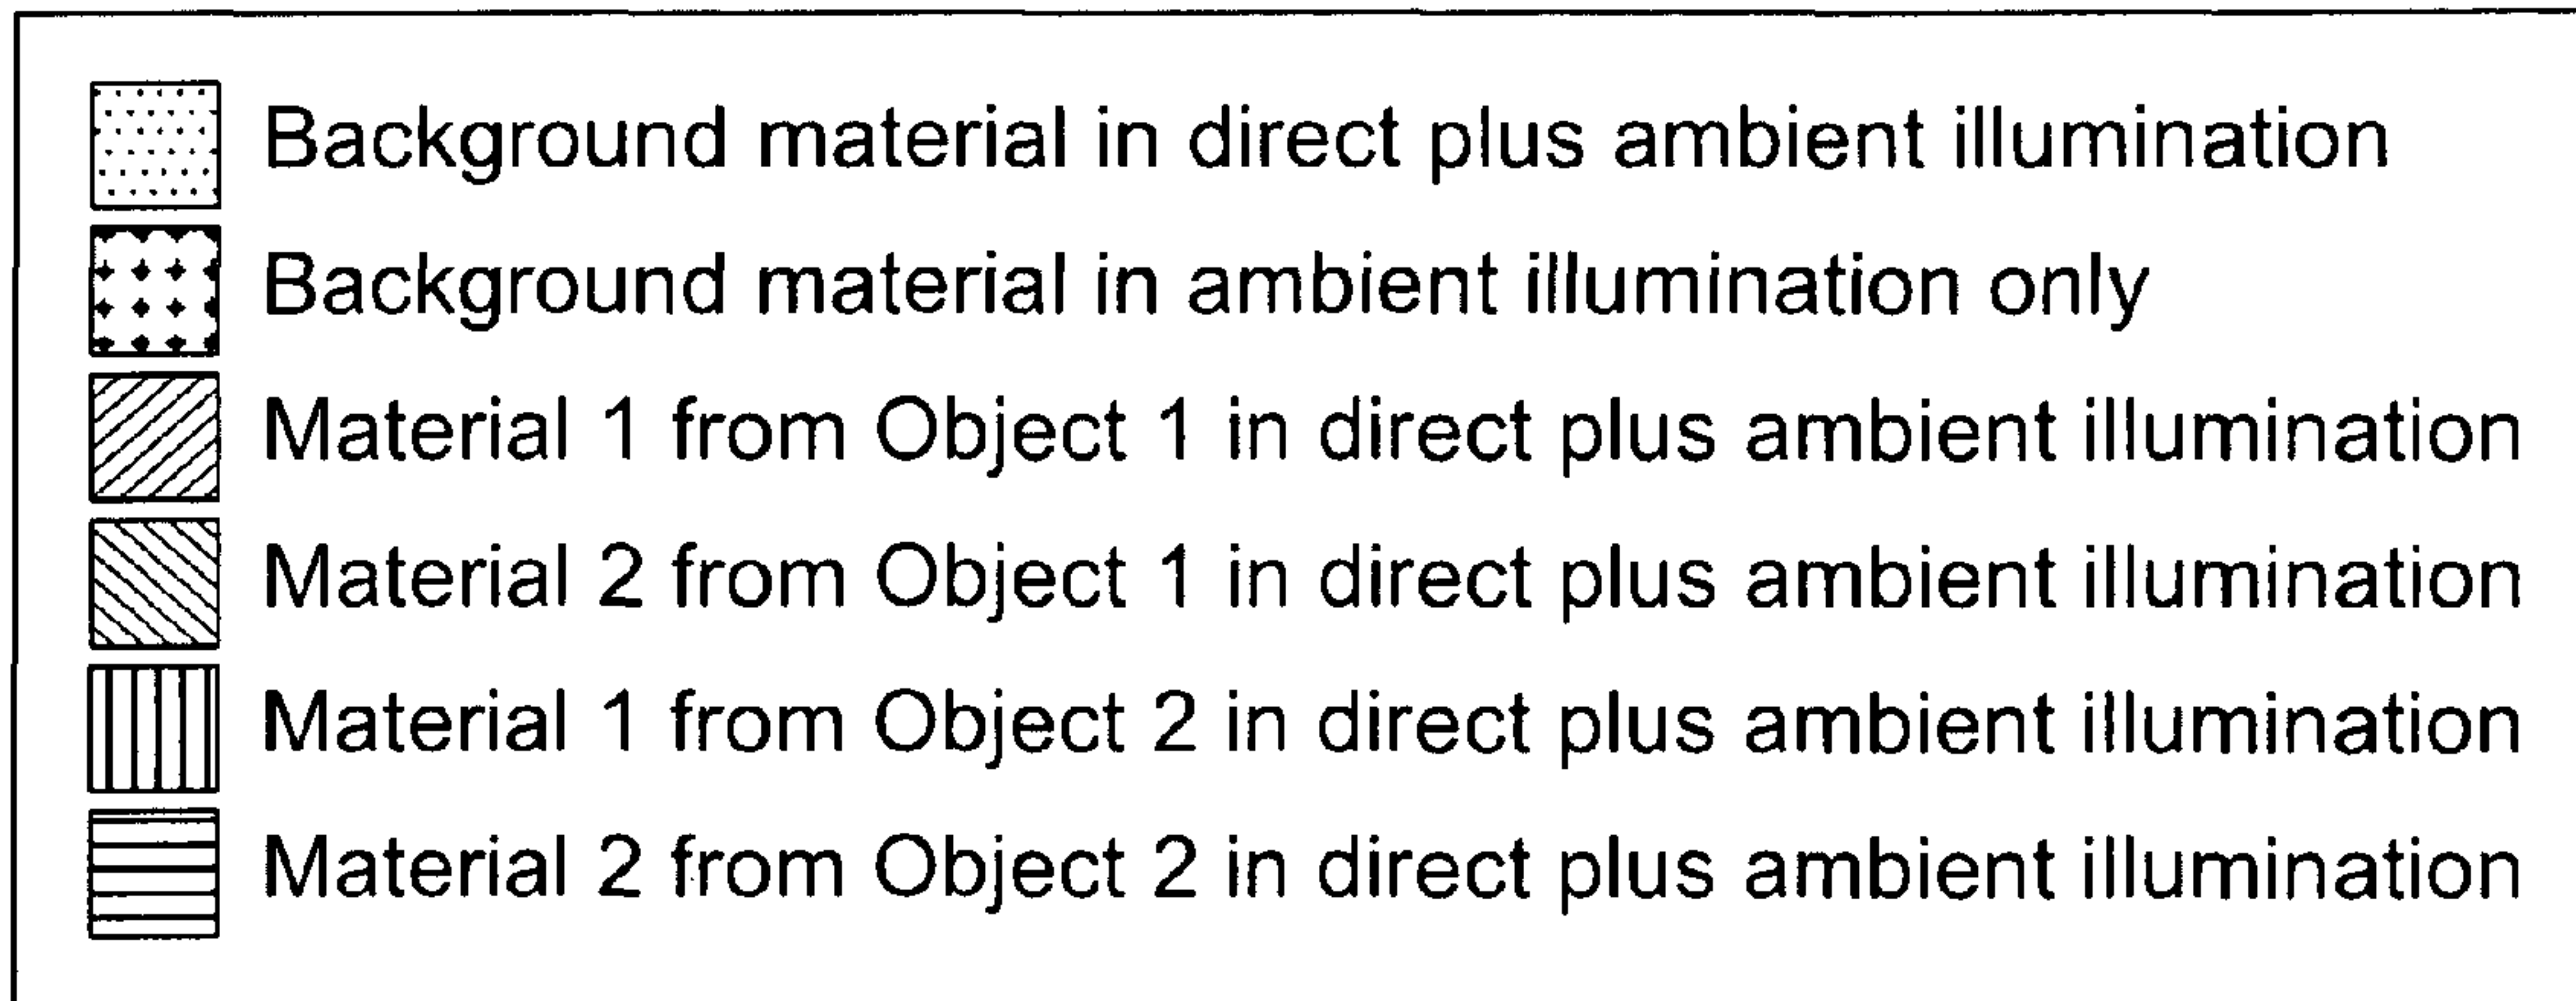 Background material in direct plus ambient illumination
Background material in ambient illumination only
Material 1 from Object 1 in direct plus ambient illumination
Material 2 from Object 1 in direct plus ambient illumination
Material 1 from Object 2 in direct plus ambient illumination
Material 2 from Object 2 in direct plus ambient illumination